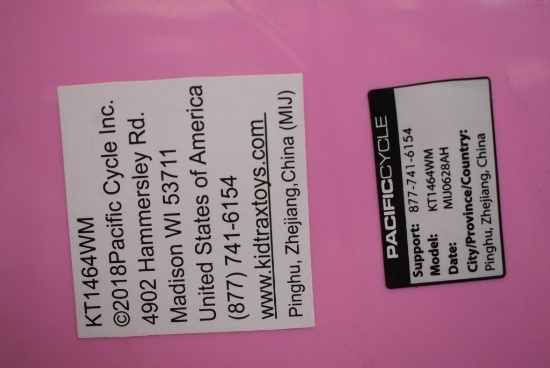 KT1464WM
©2018Pacific Cycle Inc.
4902 Hammersley Rd.
Madison WI 53711
United States of America
(877) 741-6154
www.kidtraxtoys.com
Pinghu, Zhejiang,China (MIJ)
PACIFICCYCLE
Support: 877-741-6154
Model: KT1464WM
Date: MIJ0628AH
City/Province/Country:
Pinghu, Zhejiang, China